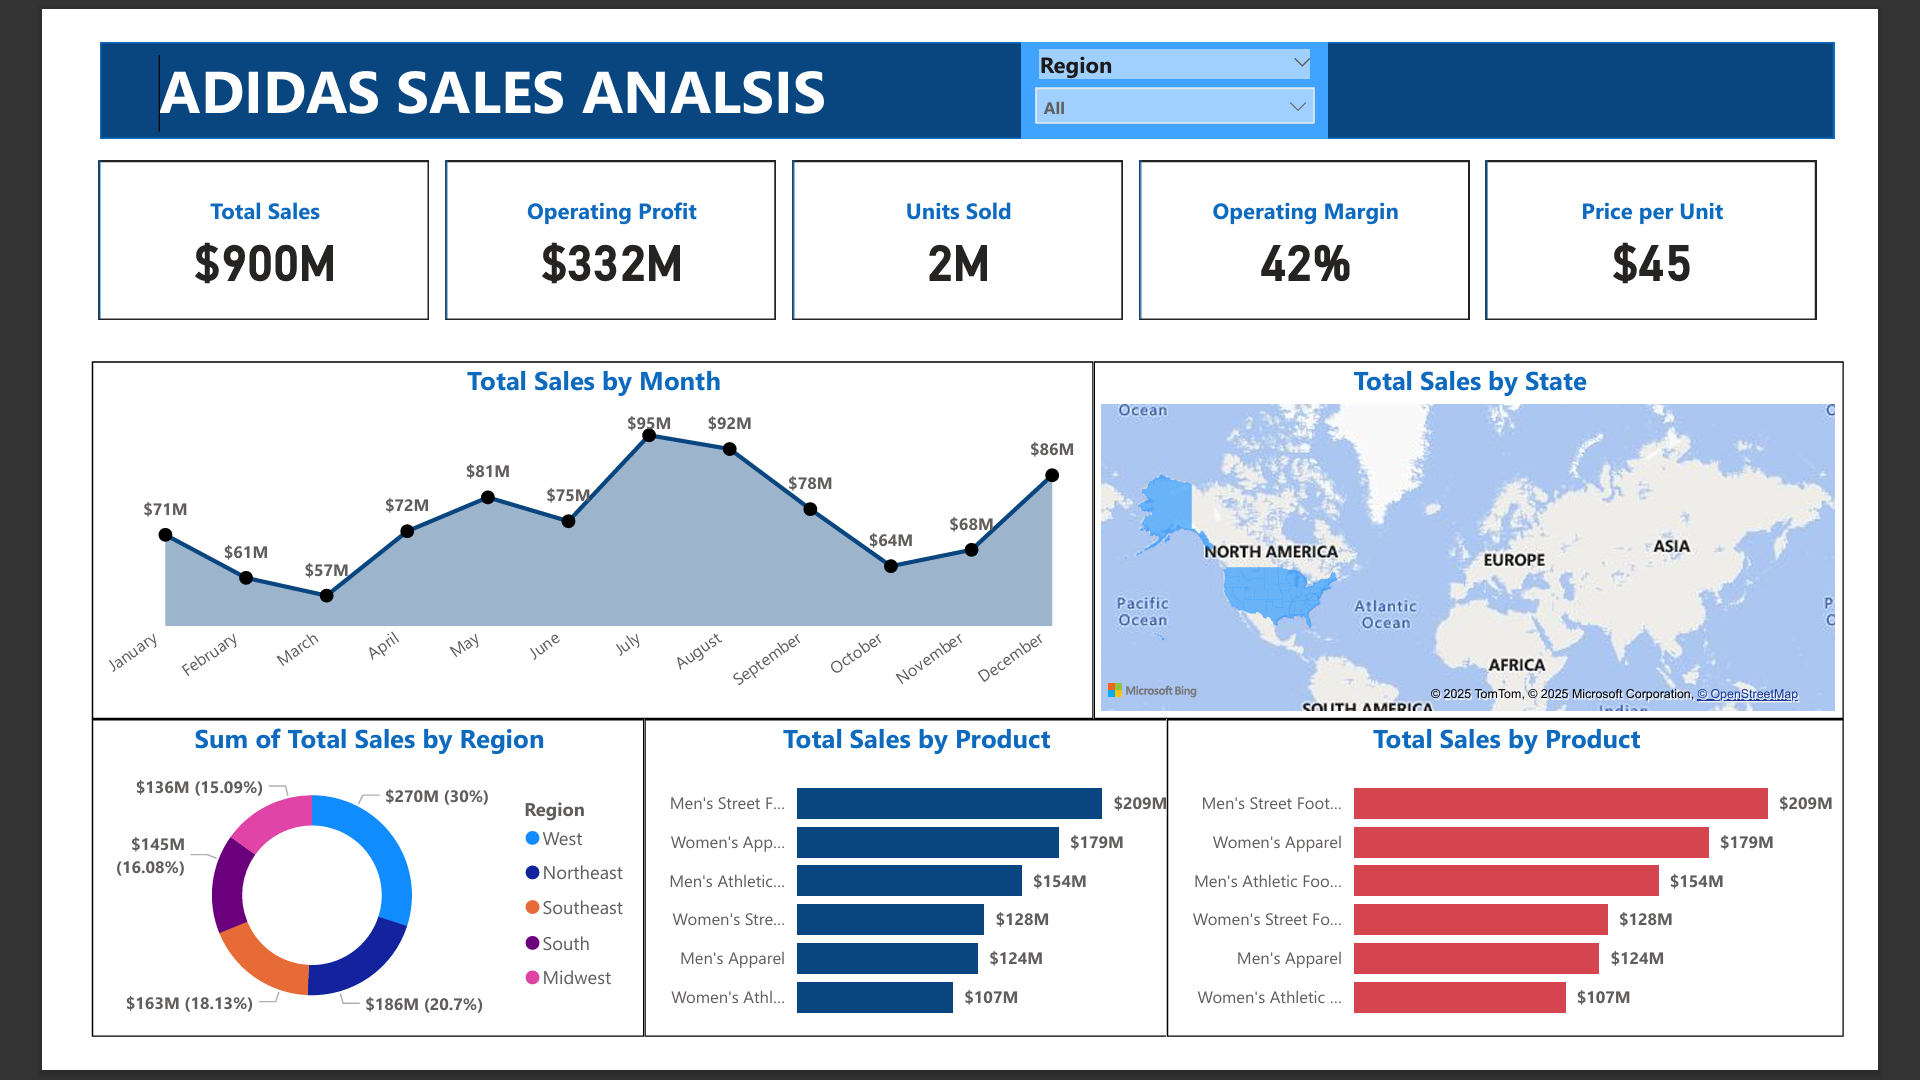 ADIDAS SALES ANALSIS
Region
All
Total Sales
$900M
Operating Profit
$332M
Units Sold
2M
Operating Margin
42%
Price per Unit
$45
Total Sales by Month
$71M
$61M
$57M
$72M
$81M
$75M
$95M
$92M
$78M
$64M
$68M
$86M
January
February
March
April
May
June
July
August
September
October
November
December
Total Sales by State
Ocean
NORTH AMERICA
EUROPE
ASIA
Pacific
Ocean
Atlantic
Ocean
AFRICA
SOUTH AMERICA
Indian
Microsoft Bing
© 2025 TomTom, © 2025 Microsoft Corporation, © OpenStreetMap
Sum of Total Sales by Region
$136M (15.09%)
$270M (30%)
$145M
(16.08%)
$163M (18.13%)
$186M (20.7%)
Region
West
Northeast
Southeast
South
Midwest
Total Sales by Product
Men's Street F... $209M
Women's App... $179M
Men's Athletic... $154M
Women's Stre... $128M
Men's Apparel $124M
Women's Athl... $107M
Total Sales by Product
Men's Street Foot... $209M
Women's Apparel $179M
Men's Athletic Foo... $154M
Women's Street Fo... $128M
Men's Apparel $124M
Women's Athletic ... $107M